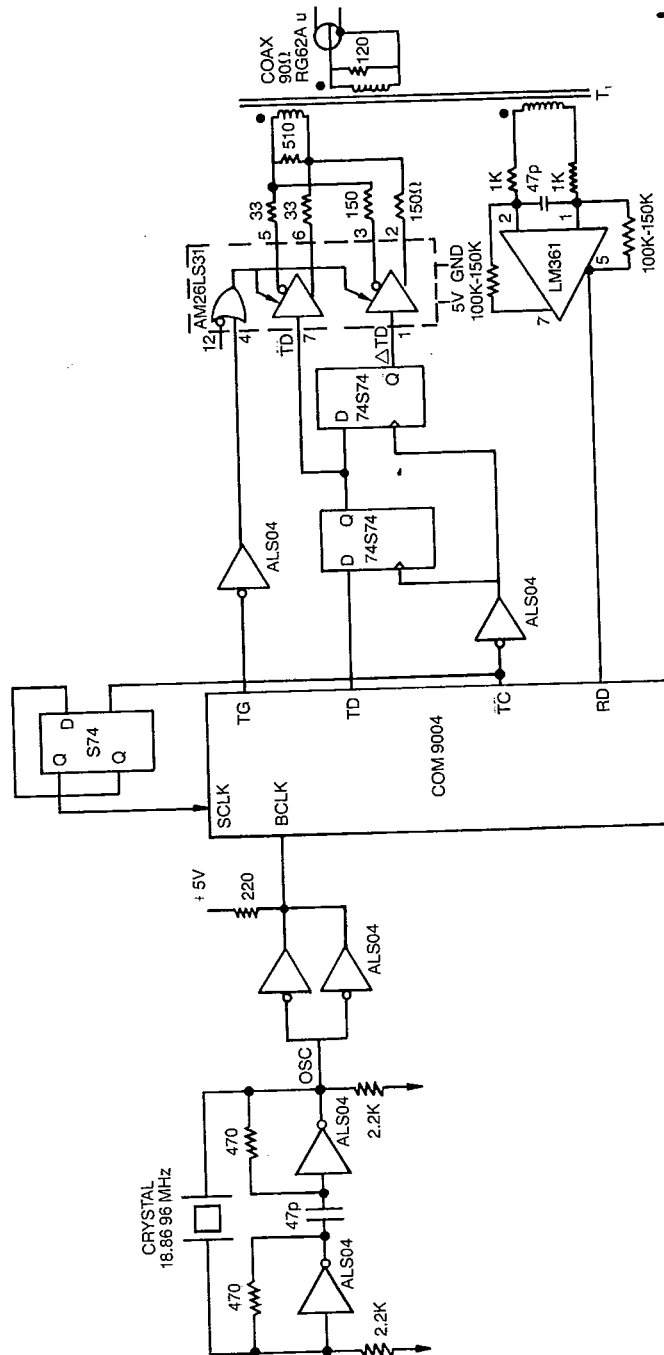 CRYSTAL
18.86 96 MHz
470
470
47p
ALS04
ALS04
2.2K
2.2K
OSC
+ 5V
220
ALS04
Q
D
S74
Q
SCLK
BCLK
COM 9004
TG
TD
TC
RD
ALS04
ALS04
D
Q
74S74
D
Q
74S74
AM26LS31
12
4
TD
7
△TD
1
5
6
3
2
33
33
150
150Ω
510
5V GND
100K-150K
7
LM361
2
1
5
1K
47p
1K
100K-150K
T1
COAX
90Ω
RG62A u
120